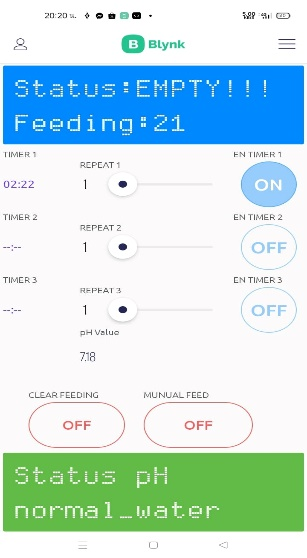 20:20 น.
B Blynk
Status:EMPTY!!!
Feeding:21
TIMER 1
REPEAT 1
EN TIMER 1
02:22
1
ON
TIMER 2
REPEAT 2
EN TIMER 2
--:--
1
OFF
TIMER 3
REPEAT 3
EN TIMER 3
--:--
1
OFF
pH Value
7.18
CLEAR FEEDING
MUNUAL FEED
OFF
OFF
Status pH
normal_water